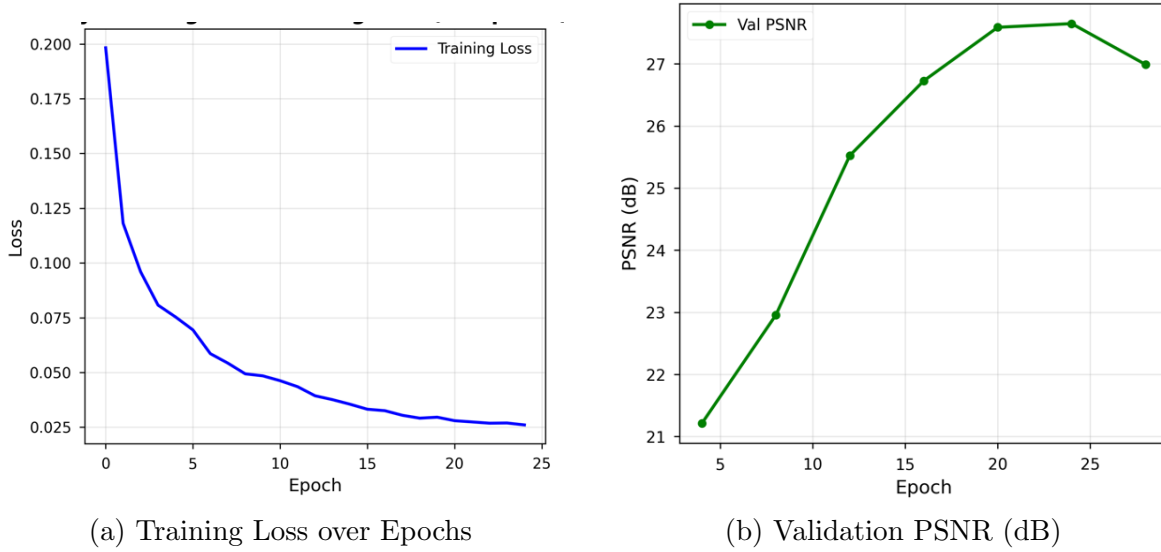 Training Loss
0.200
0.175
0.150
0.125
0.100
0.075
0.050
0.025
Loss
0 5 10 15 20 25
Epoch
(a) Training Loss over Epochs
Val PSNR
27
26
25
24
23
22
21
PSNR (dB)
5 10 15 20 25
Epoch
(b) Validation PSNR (dB)